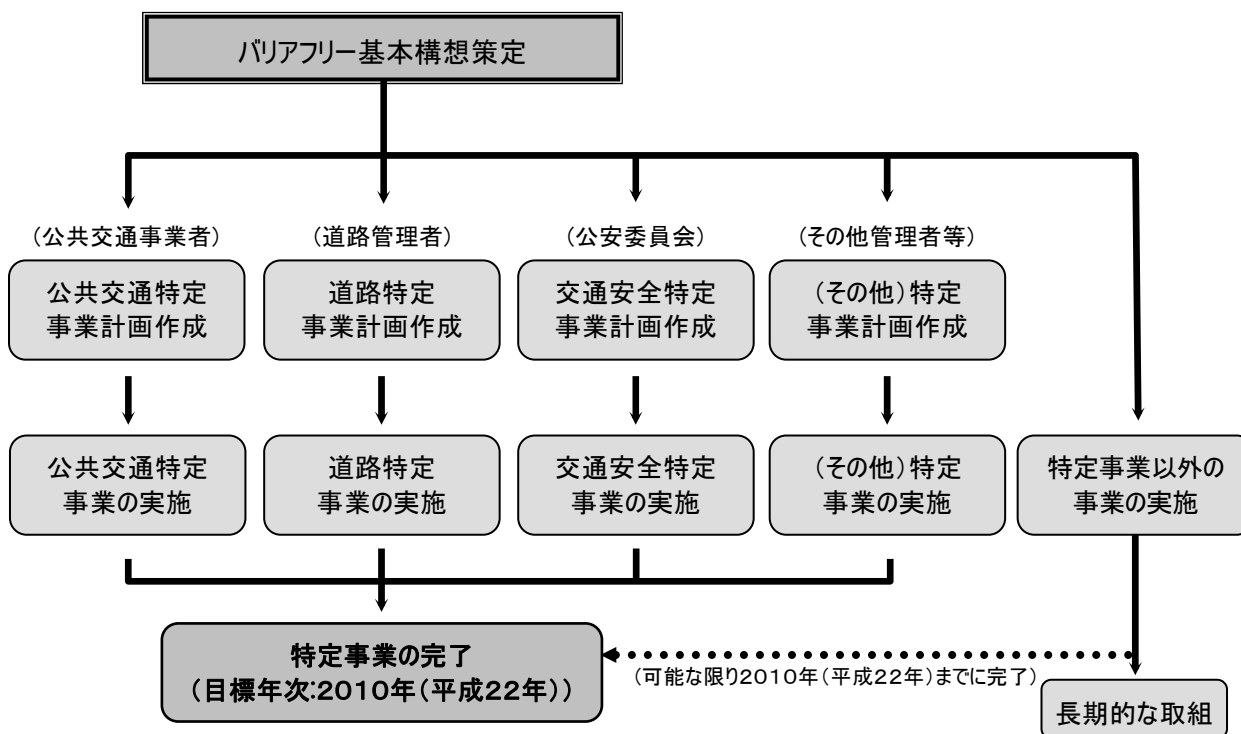 バリアフリー基本構想策定
（公共交通事業者）
（道路管理者）
（公安委員会）
（その他管理者等）
公共交通特定
事業計画作成
道路特定
事業計画作成
交通安全特定
事業計画作成
（その他）特定
事業計画作成
公共交通特定
事業の実施
道路特定
事業の実施
交通安全特定
事業の実施
（その他）特定
事業の実施
特定事業以外の
事業の実施
特定事業の完了
（目標年次:２０１０年（平成２２年））
（可能な限り２０１０年（平成２２年）までに完了）
長期的な取組